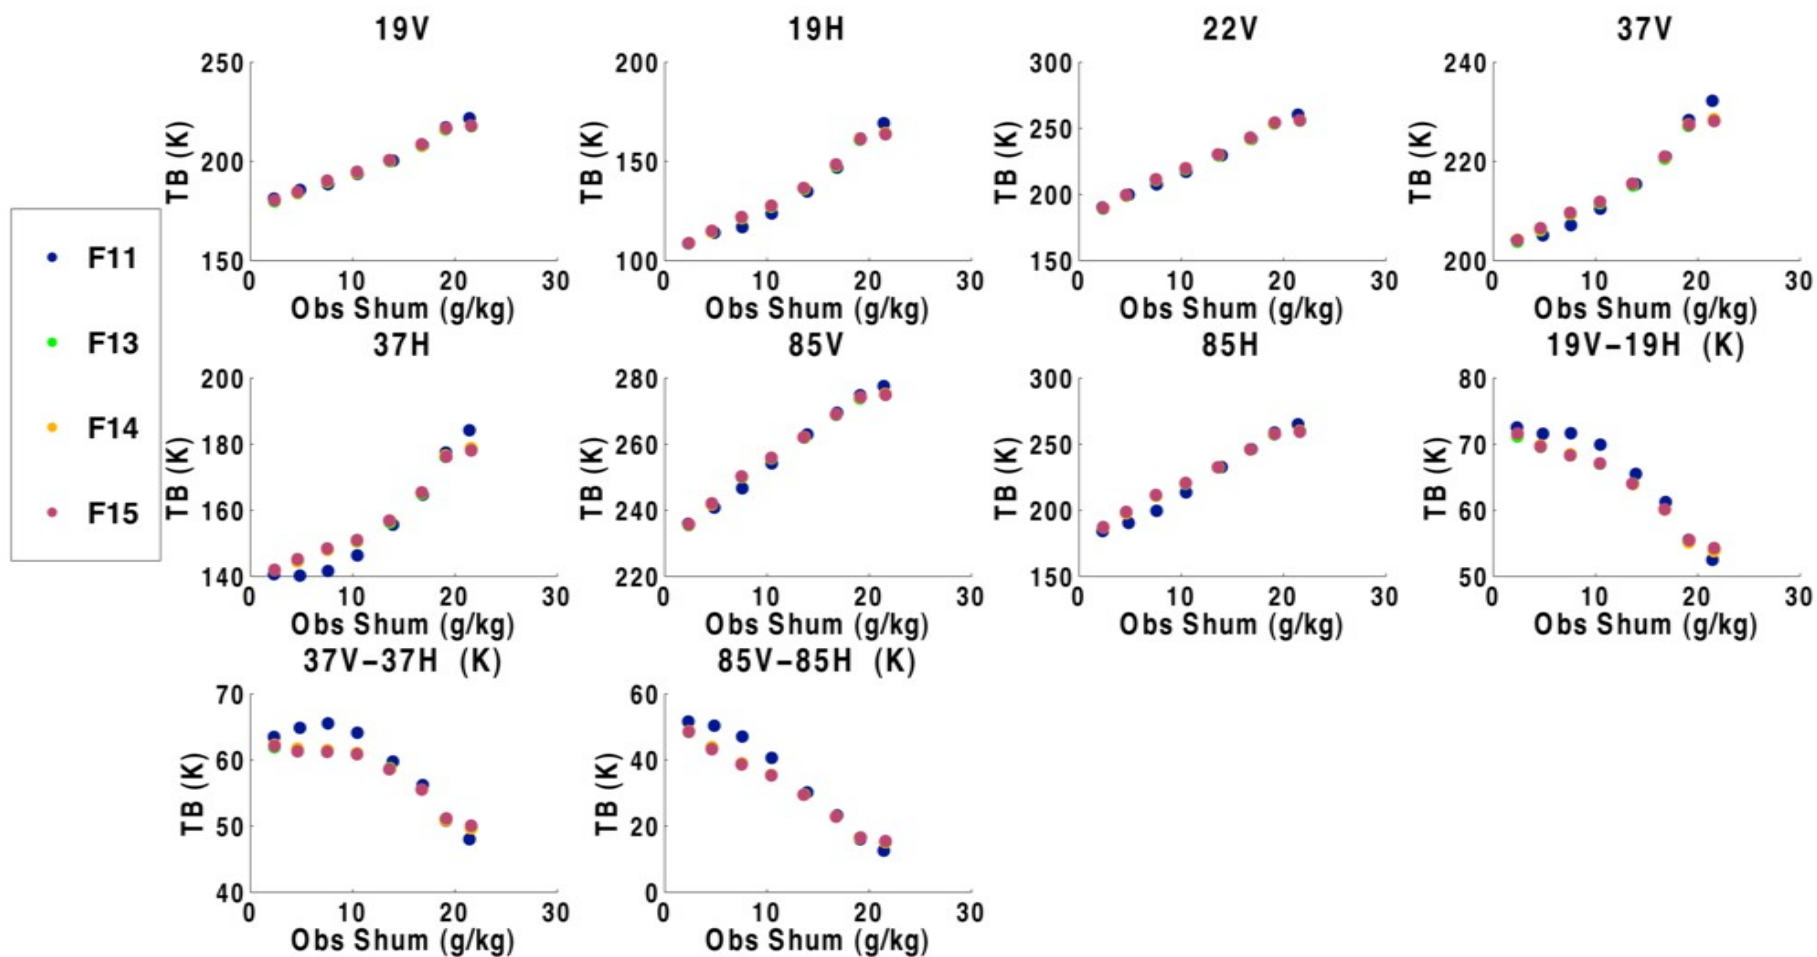 19V
19H
22V
37V
250
200
150
TB (K)
0 10 20 30
Obs Shum (g/kg)
200
150
100
TB (K)
0 10 20 30
Obs Shum (g/kg)
300
250
200
150
TB (K)
0 10 20 30
Obs Shum (g/kg)
240
220
200
TB (K)
0 10 20 30
Obs Shum (g/kg)
F11
F13
F14
F15
37H
85V
85H
19V-19H (K)
200
180
160
140
TB (K)
0 10 20 30
Obs Shum (g/kg)
280
260
240
220
TB (K)
0 10 20 30
Obs Shum (g/kg)
300
250
200
150
TB (K)
0 10 20 30
Obs Shum (g/kg)
80
70
60
50
TB (K)
0 10 20 30
Obs Shum (g/kg)
37V-37H (K)
85V-85H (K)
70
60
50
40
TB (K)
0 10 20 30
Obs Shum (g/kg)
60
40
20
0
TB (K)
0 10 20 30
Obs Shum (g/kg)